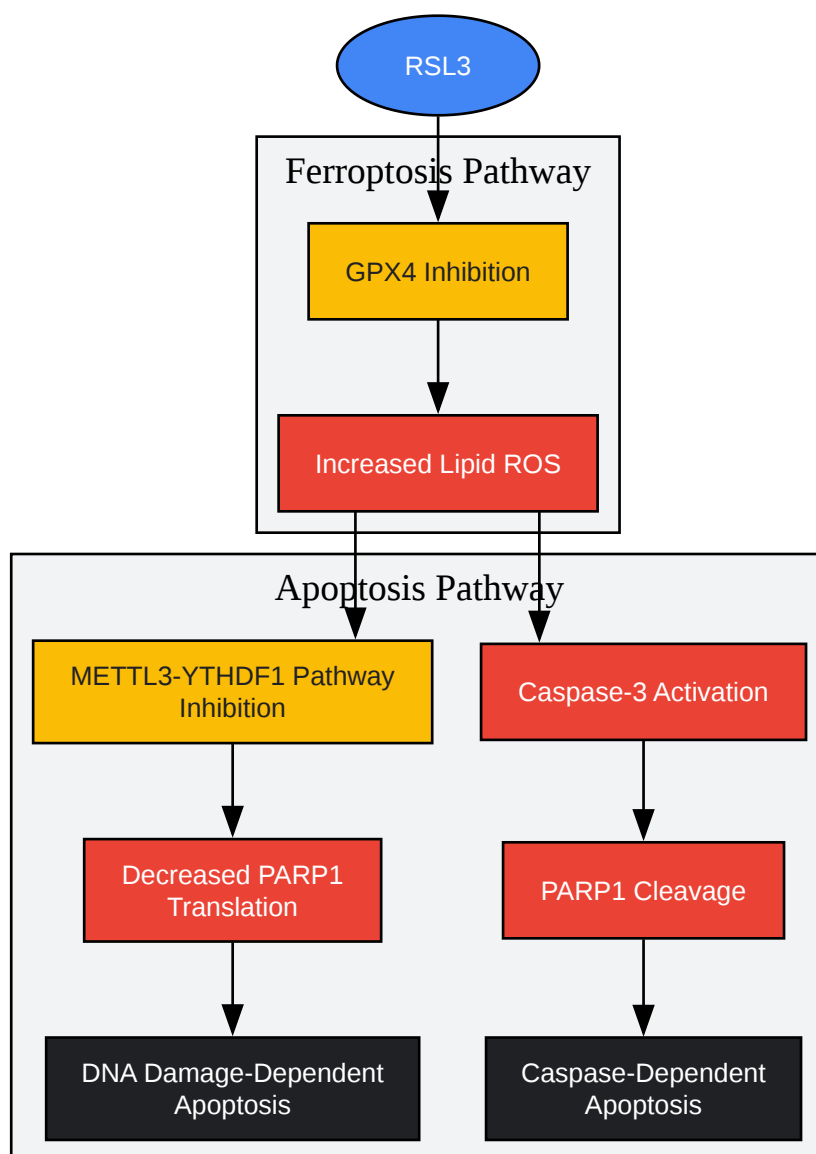 RSL3
Ferroptosis Pathway
GPX4 Inhibition
Increased Lipid ROS
Apoptosis Pathway
METTL3-YTHDF1 Pathway
Inhibition
Caspase-3 Activation
Decreased PARP1
Translation
PARP1 Cleavage
DNA Damage-Dependent
Apoptosis
Caspase-Dependent
Apoptosis